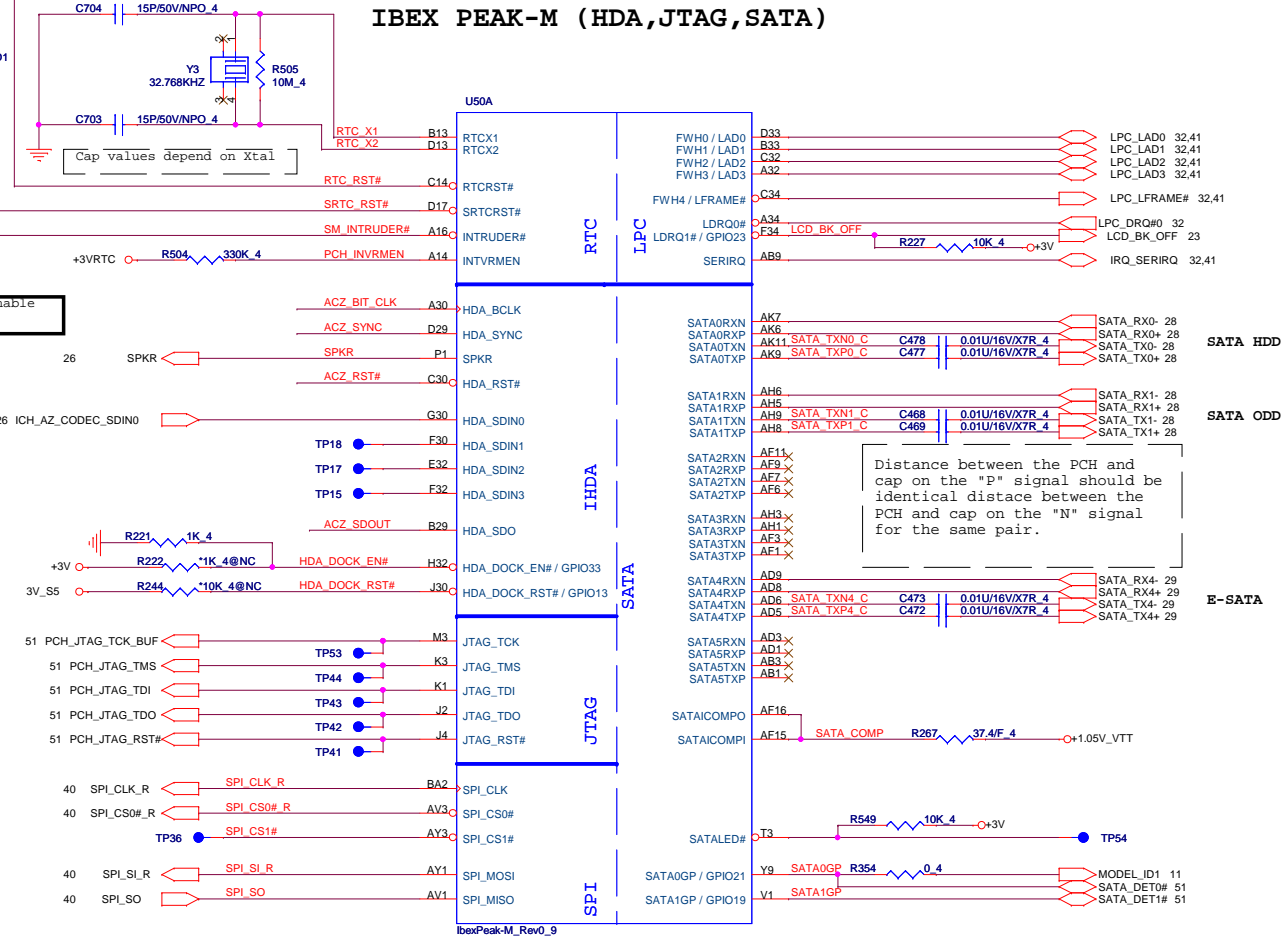 IBEX PEAK-M (HDA,JTAG,SATA)
C704 15P/50V/NPO_4
Y3
32.768KHZ
2 1
3 4
R505
10M_4
C703 15P/50V/NPO_4
Cap values depend on Xtal
U50A
RTC_X1 B13 RTCX1
RTC_X2 D13 RTCX2
RTC_RST# C14 RTCRST#
SRTC_RST# D17 SRTCRST#
SM_INTRUDER# A16 INTRUDER#
+3VRTC R504 330K_4 PCH_INVRMEN A14 INTVRMEN
RTC
LPC
FWH0 / LAD0 D33 LPC_LAD0 32,41
FWH1 / LAD1 B33 LPC_LAD1 32,41
FWH2 / LAD2 C32 LPC_LAD2 32,41
FWH3 / LAD3 A32 LPC_LAD3 32,41
FWH4 / LFRAME# C34 LPC_LFRAME# 32,41
LDRQ0# A34 LPC_DRQ#0 32
LDRQ1# / GPIO23 F34 LCD_BK_OFF LCD_BK_OFF 23
R227 10K_4 +3V
SERIRQ AB9 IRQ_SERIRQ 32,41
ACZ_BIT_CLK A30 HDA_BCLK
ACZ_SYNC D29 HDA_SYNC
26 SPKR SPKR P1 SPKR
ACZ_RST# C30 HDA_RST#
26 ICH_AZ_CODEC_SDIN0 G30 HDA_SDIN0
TP18 F30 HDA_SDIN1
TP17 E32 HDA_SDIN2
TP15 F32 HDA_SDIN3
ACZ_SDOUT B29 HDA_SDO
R221 1K_4
+3V R222 *1K_4@NC HDA_DOCK_EN# H32 HDA_DOCK_EN# / GPIO33
3V_S5 R244 *10K_4@NC HDA_DOCK_RST# J30 HDA_DOCK_RST# / GPIO13
IHDA
SATA
SATA0RXN AK7 SATA_RX0- 28
SATA0RXP AK6 SATA_RX0+ 28
SATA0TXN AK11 SATA_TXN0_C C478 0.01U/16V/X7R_4 SATA_TX0- 28
SATA0TXP AK9 SATA_TXP0_C C477 0.01U/16V/X7R_4 SATA_TX0+ 28
SATA HDD
SATA1RXN AH6 SATA_RX1- 28
SATA1RXP AH5 SATA_RX1+ 28
SATA1TXN AH9 SATA_TXN1_C C468 0.01U/16V/X7R_4 SATA_TX1- 28
SATA1TXP AH8 SATA_TXP1_C C469 0.01U/16V/X7R_4 SATA_TX1+ 28
SATA ODD
SATA2RXN AF11
SATA2RXP AF9
SATA2TXN AF7
SATA2TXP AF6
Distance between the PCH and
cap on the "P" signal should be
identical distace between the
PCH and cap on the "N" signal
for the same pair.
SATA3RXN AH3
SATA3RXP AH1
SATA3TXN AF3
SATA3TXP AF1
SATA4RXN AD9 SATA_RX4- 29
SATA4RXP AD8 SATA_RX4+ 29
SATA4TXN AD6 SATA_TXN4_C C473 0.01U/16V/X7R_4 SATA_TX4- 29
SATA4TXP AD5 SATA_TXP4_C C472 0.01U/16V/X7R_4 SATA_TX4+ 29
E-SATA
SATA5RXN AD3
SATA5RXP AD1
SATA5TXN AB3
SATA5TXP AB1
SATAICOMPO AF16
SATAICOMPI AF15 SATA_COMP R267 37.4/F_4 +1.05V_VTT
51 PCH_JTAG_TCK_BUF M3 JTAG_TCK
TP53
51 PCH_JTAG_TMS K3 JTAG_TMS
TP44
51 PCH_JTAG_TDI K1 JTAG_TDI
TP43
51 PCH_JTAG_TDO J2 JTAG_TDO
TP42
51 PCH_JTAG_RST# J4 JTAG_RST#
TP41
JTAG
40 SPI_CLK_R SPI_CLK_R BA2 SPI_CLK
40 SPI_CS0#_R SPI_CS0#_R AV3 SPI_CS0#
TP36 SPI_CS1# AY3 SPI_CS1#
40 SPI_SI_R SPI_SI_R AY1 SPI_MOSI
40 SPI_SO SPI_SO AV1 SPI_MISO
SPI
R549 10K_4 +3V
SATALED# T3 TP54
SATA0GP / GPIO21 Y9 SATA0GP R354 0_4 MODEL_ID1 11
SATA_DET0# 51
SATA1GP / GPIO19 V1 SATA1GP SATA_DET1# 51
IbexPeak-M_Rev0_9